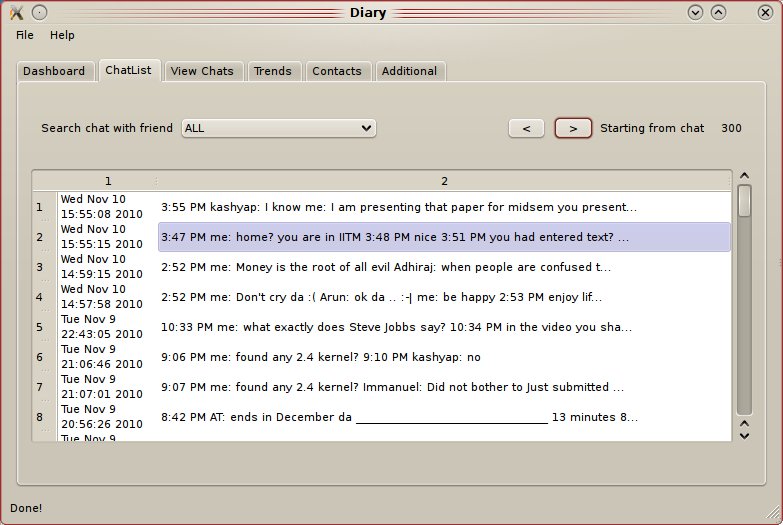 Diary
File Help
Dashboard ChatList View Chats Trends Contacts Additional
Search chat with friend ALL < > Starting from chat 300
1 2
1 Wed Nov 10 15:55:08 2010 3:55 PM kashyap: I know me: I am presenting that paper for midsem you present...
2 Wed Nov 10 15:55:15 2010 3:47 PM me: home? you are in IITM 3:48 PM nice 3:51 PM you had entered text? ...
3 Wed Nov 10 14:59:15 2010 2:52 PM me: Money is the root of all evil Adhiraj: when people are confused t...
4 Wed Nov 10 14:57:58 2010 2:52 PM me: Don't cry da :( Arun: ok da .. :-| me: be happy 2:53 PM enjoy lif...
5 Tue Nov 9 22:43:05 2010 10:33 PM me: what exactly does Steve Jobbs say? 10:34 PM in the video you sha...
6 Tue Nov 9 21:06:46 2010 9:06 PM me: found any 2.4 kernel? 9:10 PM kashyap: no
7 Tue Nov 9 21:07:01 2010 9:07 PM me: found any 2.4 kernel? Immanuel: Did not bother to Just submitted ...
8 Tue Nov 9 20:56:26 2010 8:42 PM AT: ends in December da ______________________________ 13 minutes 8...
Tue Nov 9
Done!